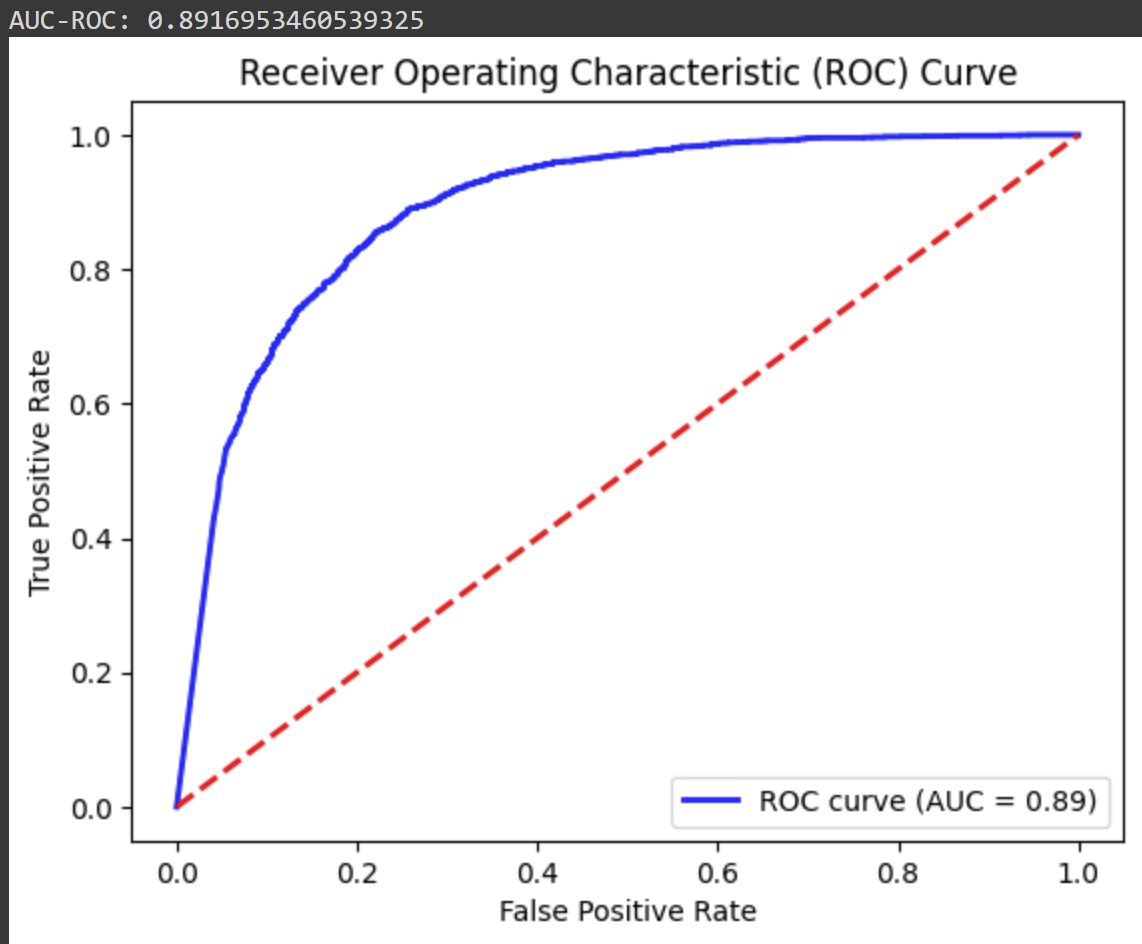 AUC-ROC: 0.8916953460539325
Receiver Operating Characteristic (ROC) Curve
1.0
0.8
0.6
0.4
0.2
0.0
True Positive Rate
ROC curve (AUC = 0.89)
0.0 0.2 0.4 0.6 0.8 1.0
False Positive Rate